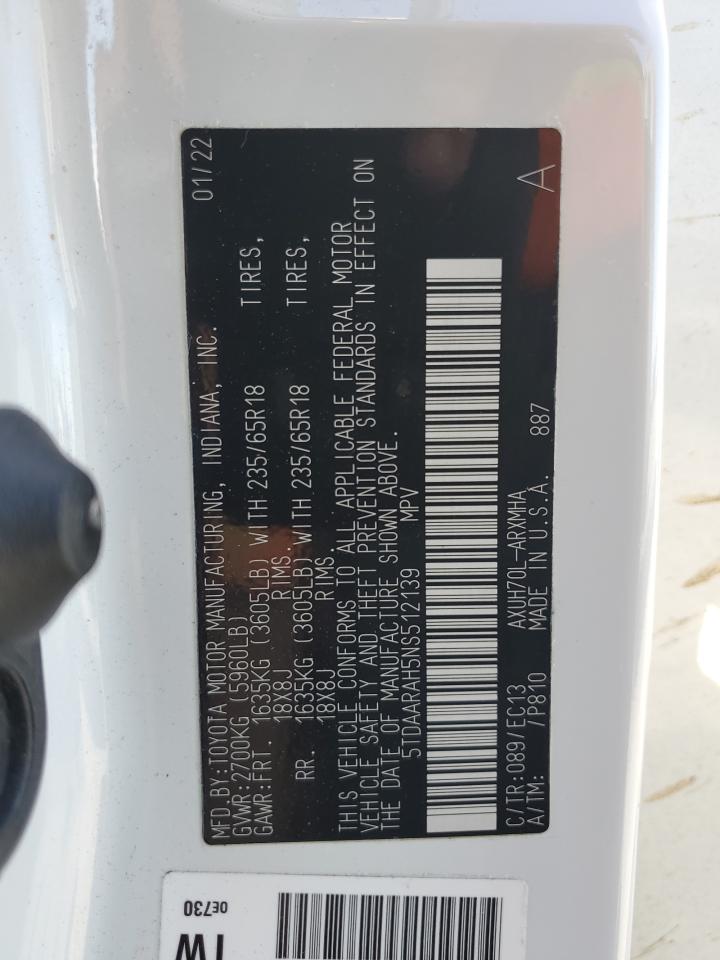 MFD.BY:TOYOTA MOTOR MANUFACTURING, INDIANA, INC. 01/22
GVWR:2700KG (5960LB)
GAWR:FRT. 1635KG (3605LB) WITH 235/65R18 TIRES,
18X8J RIMS.
RR. 1635KG (3605LB) WITH 235/65R18 TIRES,
18X8J RIMS.
THIS VEHICLE CONFORMS TO ALL APPLICABLE FEDERAL MOTOR
VEHICLE SAFETY AND THEFT PREVENTION STANDARDS IN EFFECT ON
THE DATE OF MANUFACTURE SHOWN ABOVE.
5TDAARAH5NS512139 MPV
C/TR:089/EC13 AXUH70L-ARXMHA A
A/TM: /P810 MADE IN U.S.A. 887
0E730